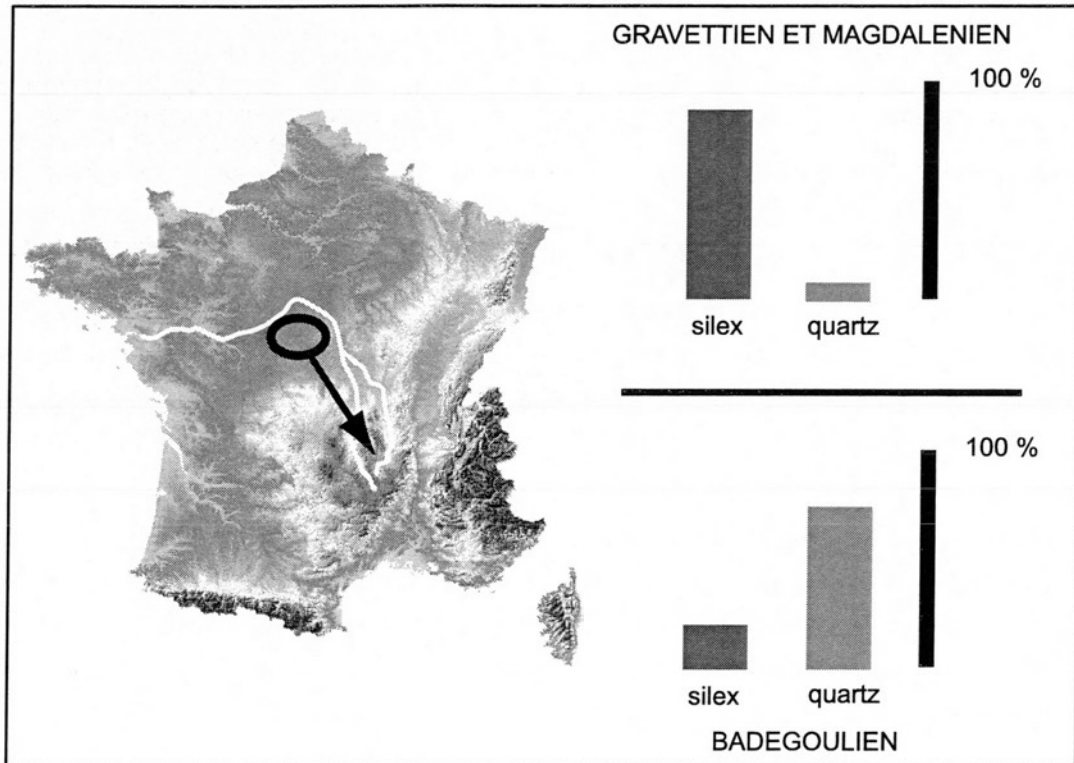 GRAVETTIEN ET MAGDALENIEN
100 %
silex
quartz
100 %
silex
quartz
BADEGOULIEN